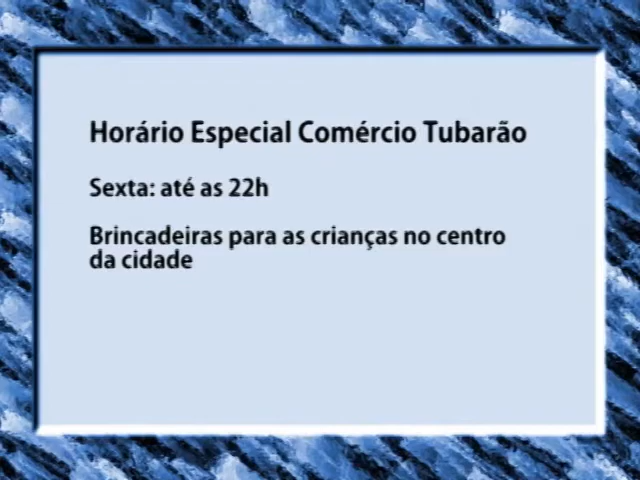 Horário Especial Comércio Tubarão
Sexta: até as 22h
Brincadeiras para as crianças no centro
da cidade